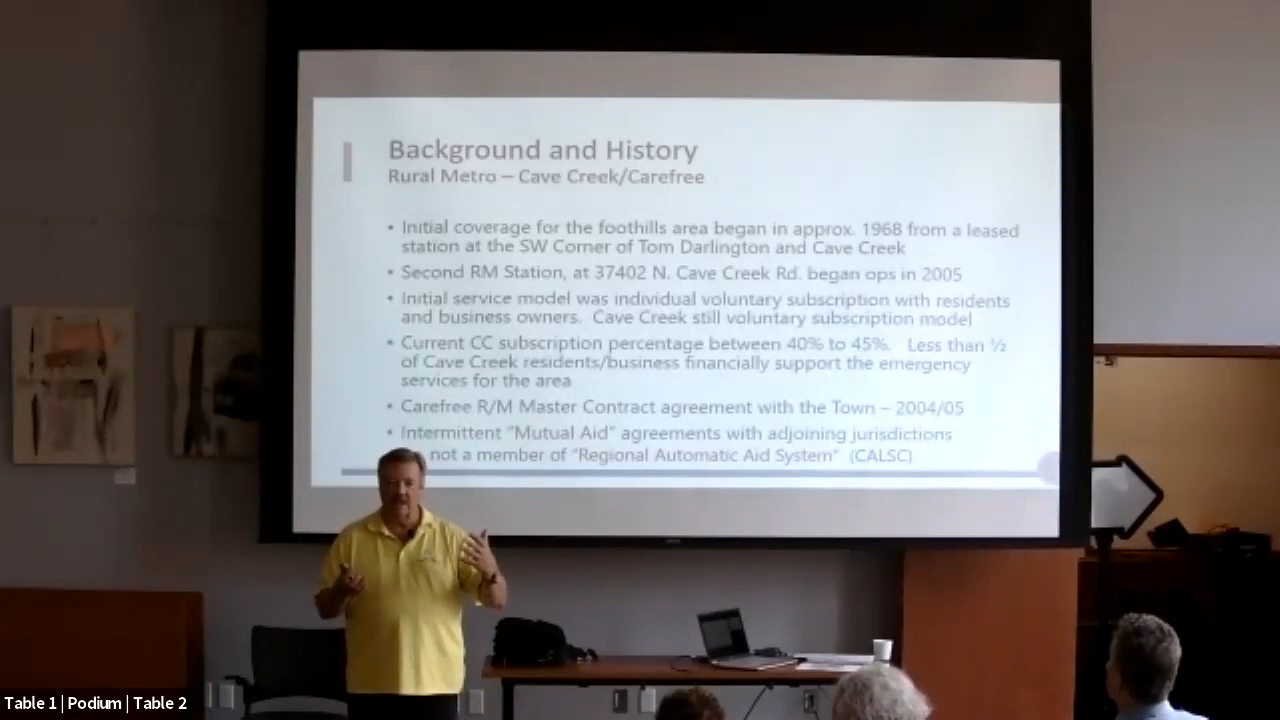 Background and History
Rural Metro – Cave Creek/Carefree
• Initial coverage for the foothills area began in approx. 1968 from a leased
station at the SW Corner of Tom Darlington and Cave Creek
• Second RM Station, at 37402 N. Cave Creek Rd. began ops in 2005
• Initial service model was individual voluntary subscription with residents
and business owners. Cave Creek still voluntary subscription model
• Current CC subscription percentage between 40% to 45%. Less than ½
of Cave Creek residents/business financially support the emergency
services for the area
• Carefree R/M Master Contract agreement with the Town – 2004/05
• Intermittent "Mutual Aid" agreements with adjoining jurisdictions
not a member of "Regional Automatic Aid System" (CALSC)
Table 1 | Podium | Table 2